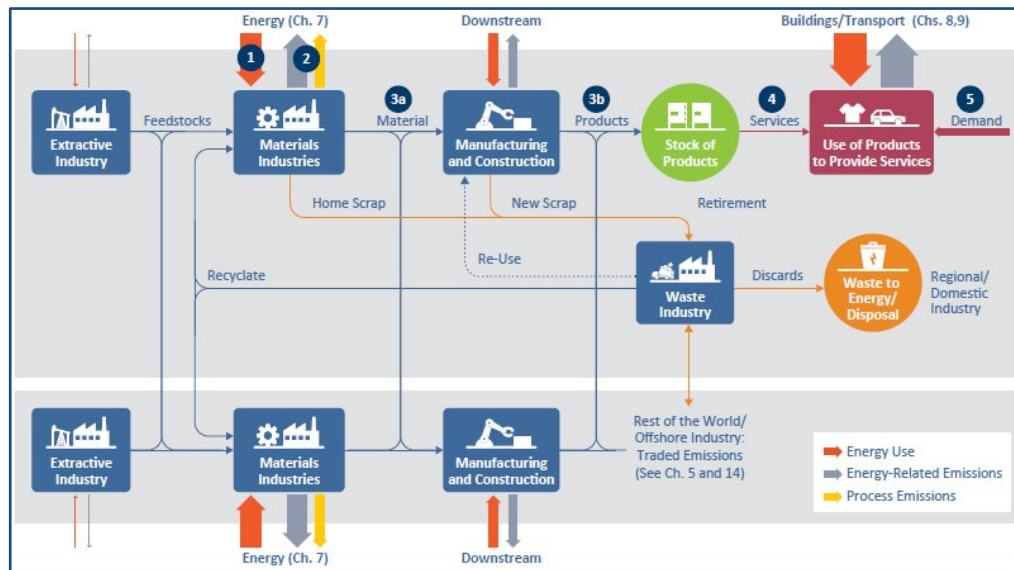 Energy (Ch. 7)
Downstream
Buildings/Transport (Chs. 8,9)
1
2
Extractive
Industry
Feedstocks
Materials
Industries
3a
Material
Manufacturing
and Construction
3b
Products
Stock of
Products
4
Services
Use of Products
to Provide Services
5
Demand
Home Scrap
New Scrap
Retirement
Re-Use
Recyclate
Waste
Industry
Discards
Waste to
Energy/
Disposal
Regional/
Domestic
Industry
Extractive
Industry
Materials
Industries
Manufacturing
and Construction
Rest of the World/
Offshore Industry:
Traded Emissions
(See Ch. 5 and 14)
Energy Use
Energy-Related Emissions
Process Emissions
Energy (Ch. 7)
Downstream